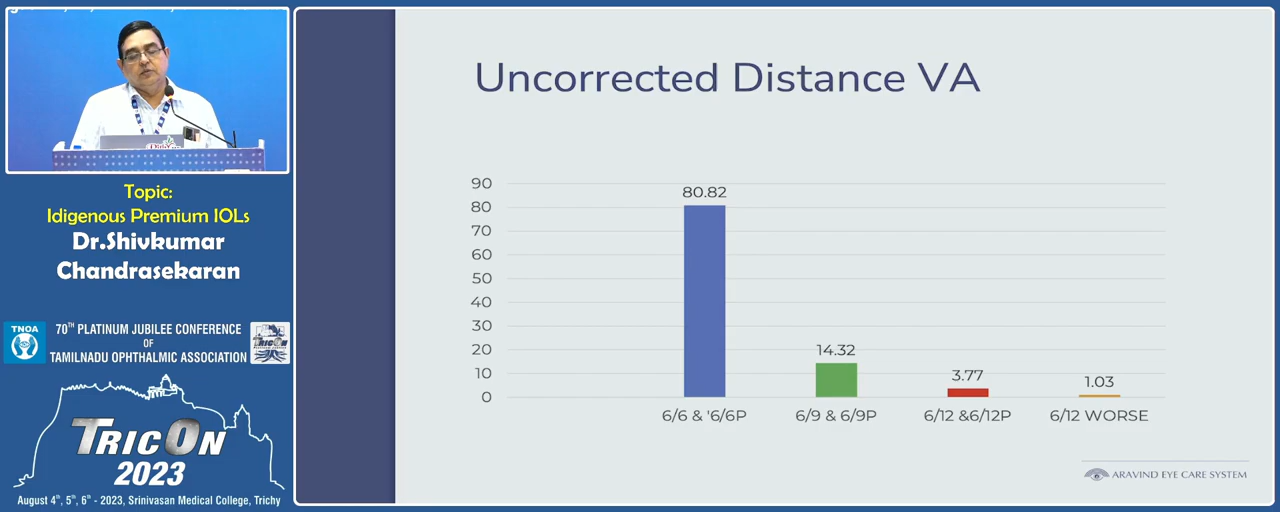 Topic:
Idigenous Premium IOLs
Dr.Shivkumar
Chandrasekaran
TNOA
70TH PLATINUM JUBILEE CONFERENCE
OF
TAMILNADU OPHTHALMIC ASSOCIATION
TRICON
2023
August 4th, 5th, 6th - 2023, Srinivasan Medical College, Trichy
Uncorrected Distance VA
90
80
70
60
50
40
30
20
10
0
80.82
14.32
3.77
1.03
6/6 & '6/6P
6/9 & 6/9P
6/12 &6/12P
6/12 WORSE
ARAVIND EYE CARE SYSTEM